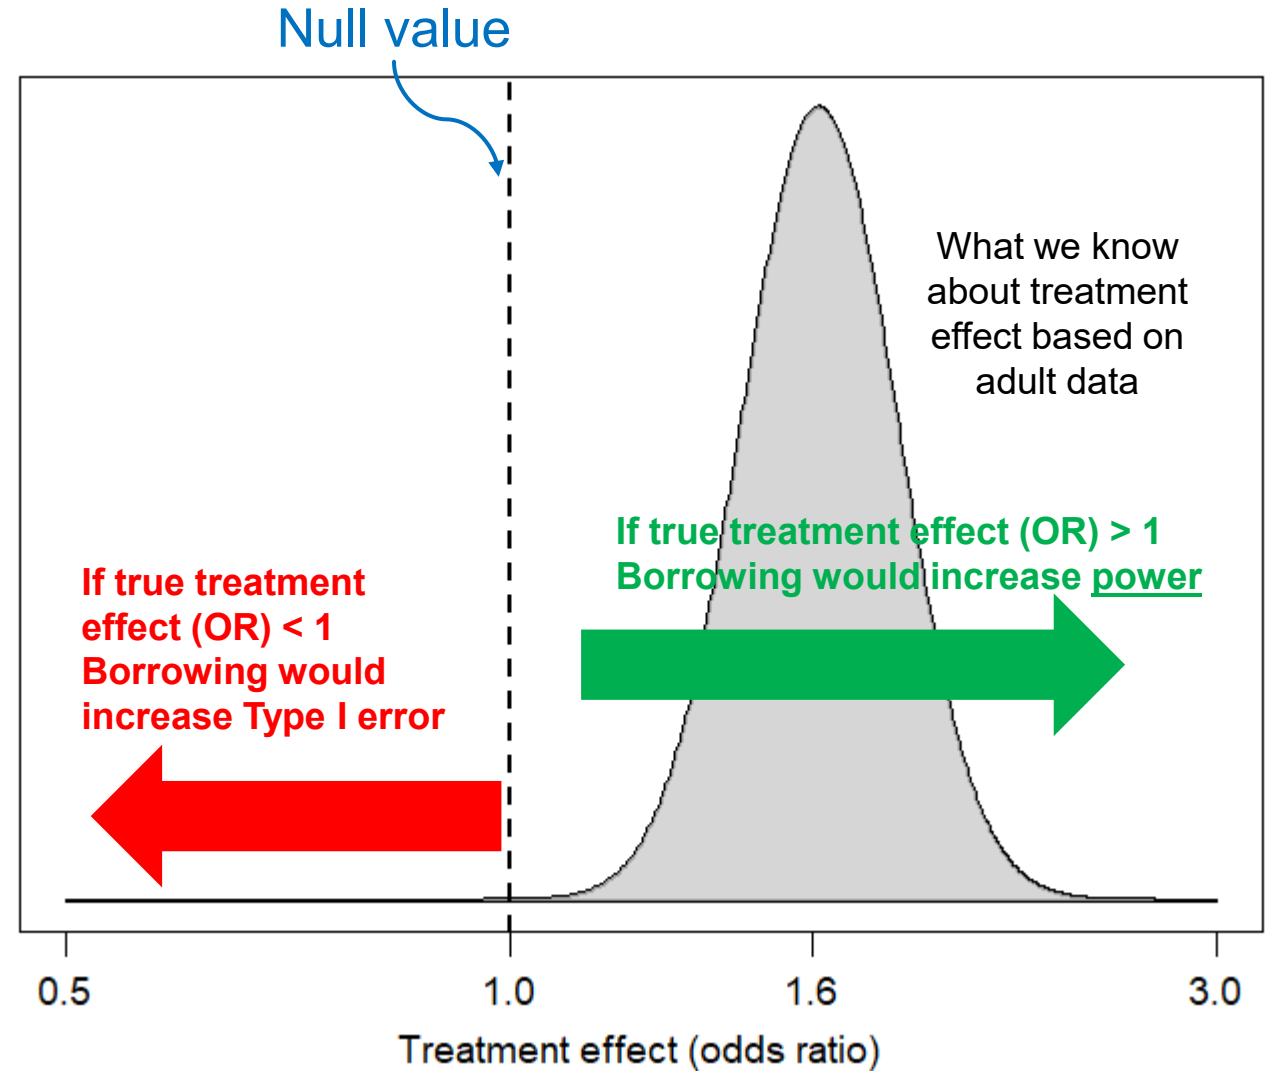 Null value
What we know
about treatment
effect based on
adult data
If true treatment effect (OR) > 1
Borrowing would increase power
If true treatment
effect (OR) < 1
Borrowing would
increase Type I error
0.5
1.0
1.6
3.0
Treatment effect (odds ratio)